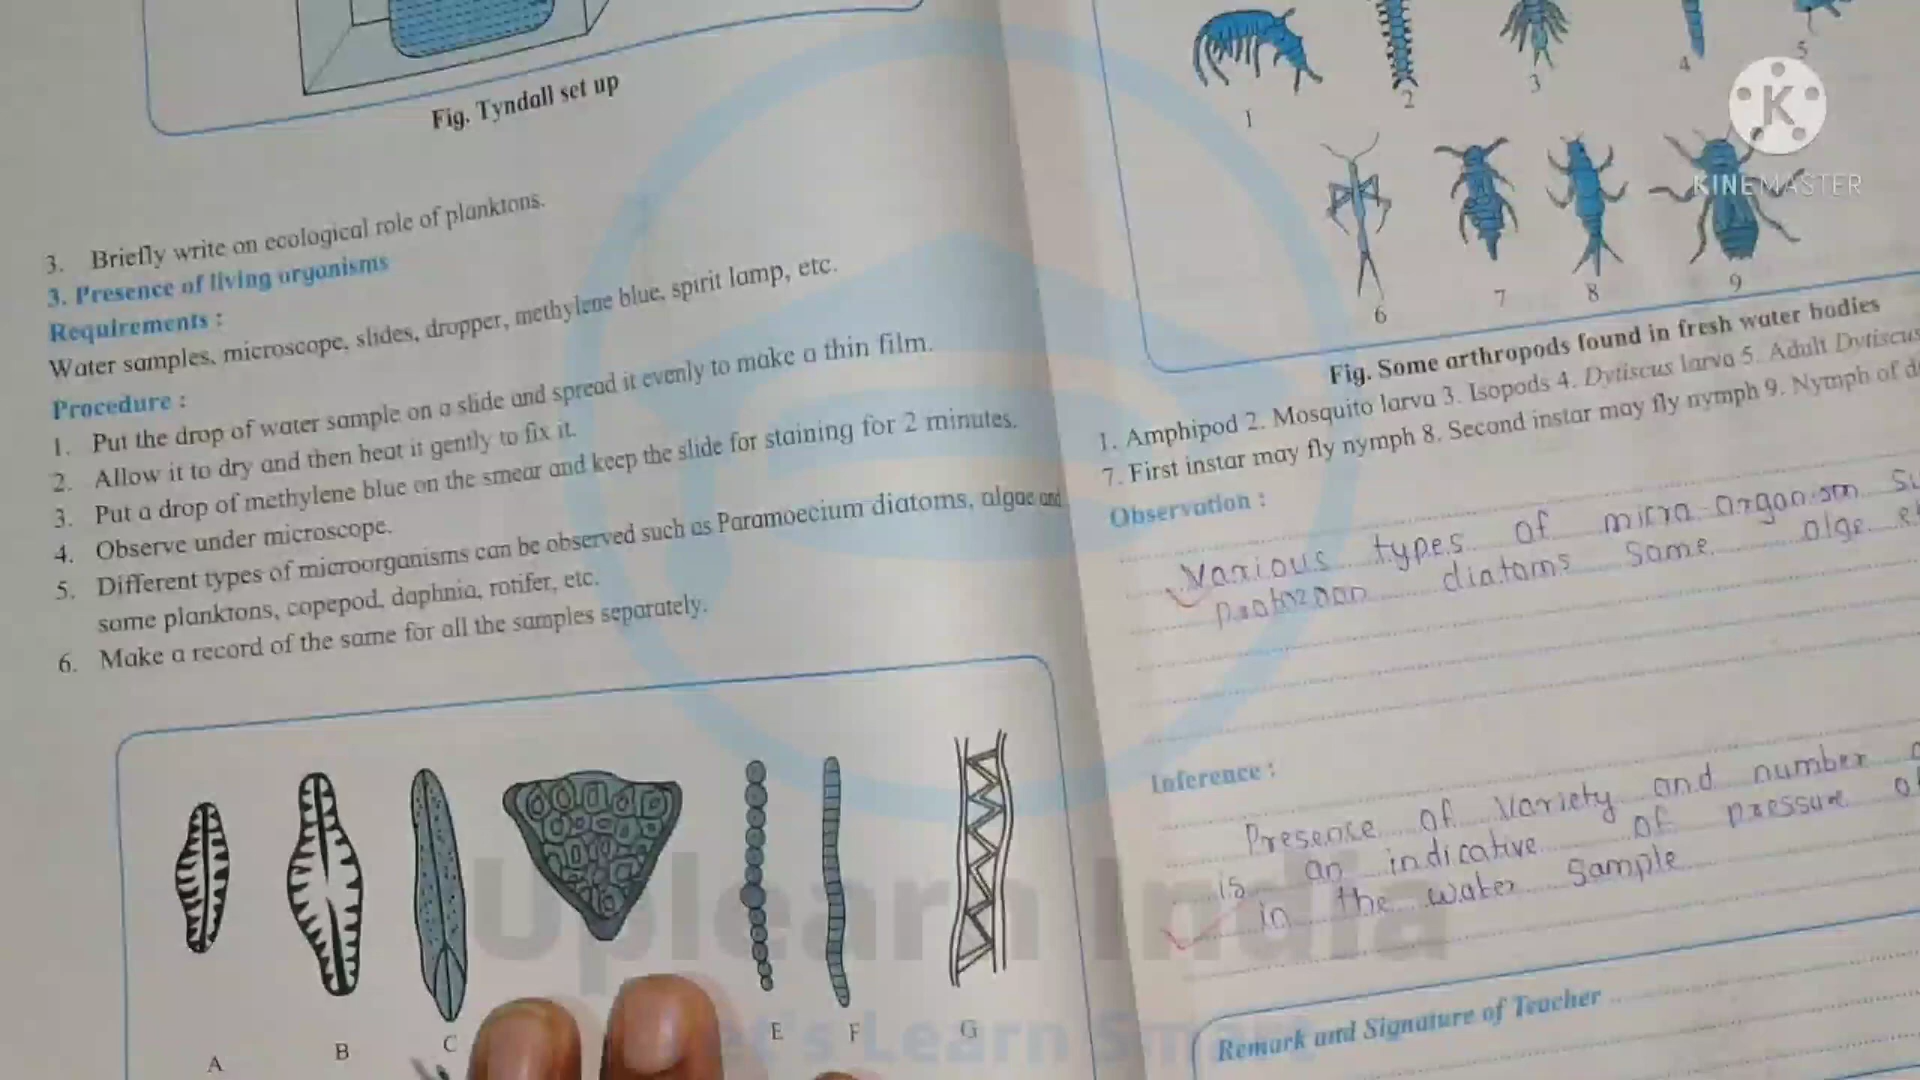 Fig. Tyndall set up
3. Briefly write on ecological role of planktons.
3. Presence of living organisms
Requirements :
Water samples, microscope, slides, dropper, methylene blue, spirit lamp, etc.
Procedure :
1. Put the drop of water sample on a slide and spread it evenly to make a thin film.
2. Allow it to dry and then heat it gently to fix it.
3. Put a drop of methylene blue on the smear and keep the slide for staining for 2 minutes.
4. Observe under microscope.
5. Different types of microorganisms can be observed such as Paramoecium diatoms, algae and
some planktons, copepod, daphnia, rotifer, etc.
6. Make a record of the same for all the samples separately.
A B C E F G
1 2 3 4 5
6 7 8 9
K
KINEMASTER
Fig. Some arthropods found in fresh water bodies
1. Amphipod 2. Mosquito larva 3. Isopods 4. Dytiscus larva 5. Adult Dytiscus
7. First instar may fly nymph 8. Second instar may fly nymph 9. Nymph of
Observation :
Various types of micra organism
protozoan diatoms some alge
Inference :
Presence of Variety and number
is an indicative of pressure of
in the water sample
Remark and Signature of Teacher
Uplearn India
Let's Learn Smart